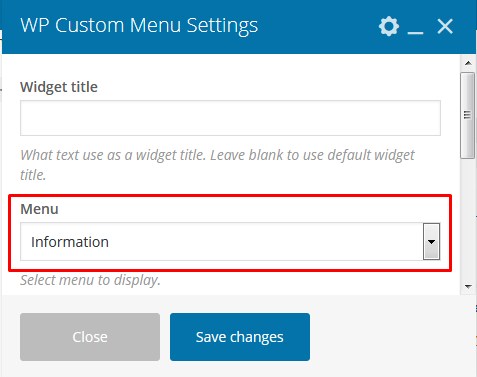 WP Custom Menu Settings
Widget title
What text use as a widget title. Leave blank to use default widget
title.
Menu
Information
Select menu to display.
Close
Save changes